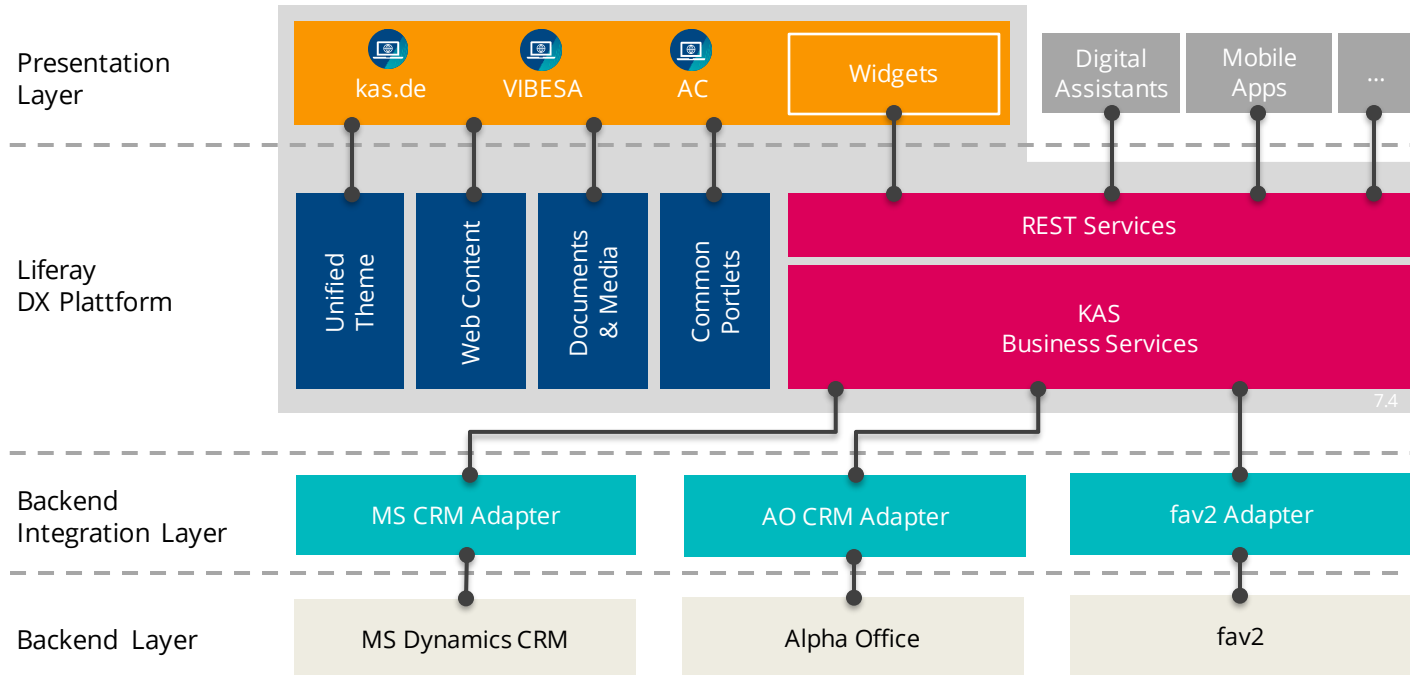 Presentation
Layer
kas.de
VIBESA
AC
Widgets
Digital
Assistants
Mobile
Apps
...
Liferay
DX Plattform
Unified
Theme
Web Content
Documents
& Media
Common
Portlets
REST Services
KAS
Business Services
7.4
Backend
Integration Layer
MS CRM Adapter
AO CRM Adapter
fav2 Adapter
Backend Layer
MS Dynamics CRM
Alpha Office
fav2